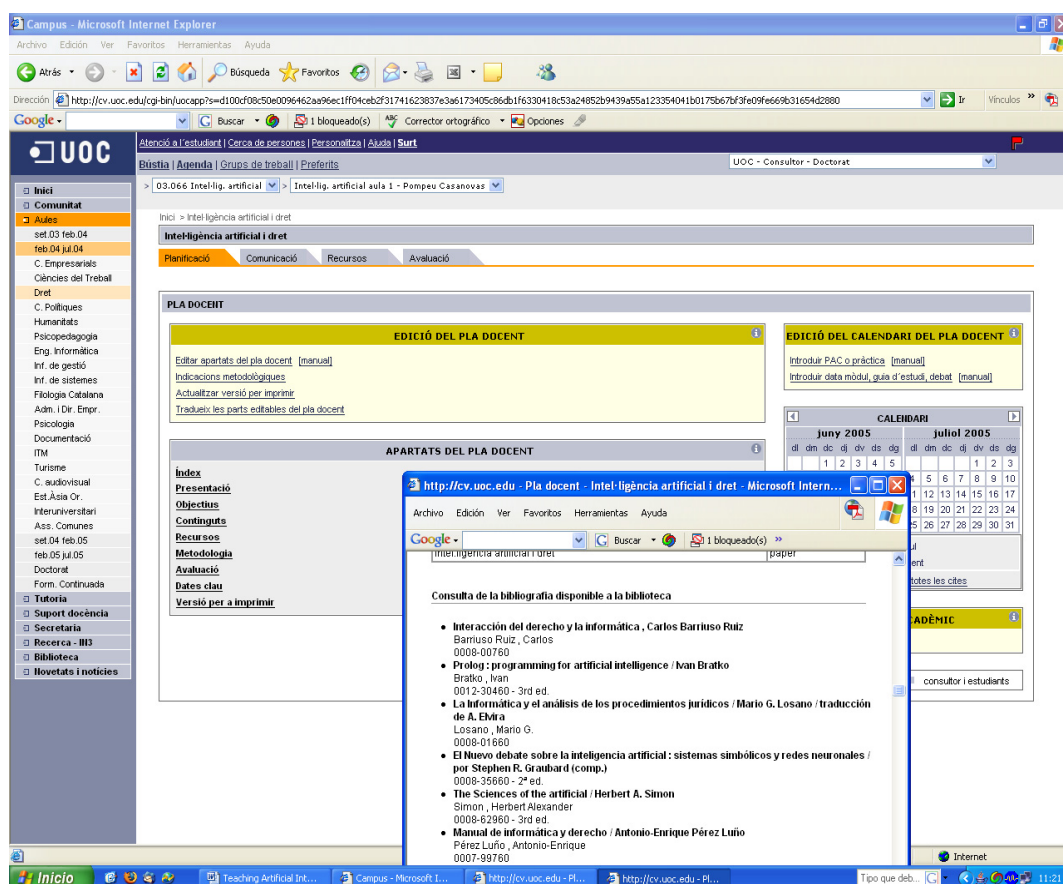 Campus - Microsoft Internet Explorer
Archivo Edición Ver Favoritos Herramientas Ayuda
Atrás Búsqueda Favoritos
Dirección http://cv.uoc.edu/cgi-bin/uocapp?s=d100cf08c50e0096462aa96ec1ff04ceb2f31741623837e3a6173405c86db1f6330418c53a24852b9439a55a123354041b0175b67bf3fe09fe669b31654d2880 Ir Vínculos »
Google Buscar 1 bloqueado(s) Corrector ortográfico Opciones
UOC
Atenció a l´estudiant | Cerca de persones | Personalitza | Ajuda | Surt
Bústia | Agenda | Grups de treball | Preferits
UOC - Consultor - Doctorat
> 03.066 Intel·lig. artificial > Intel·lig. artificial aula 1 - Pompeu Casanovas
Inici
Comunitat
Aules
set.03 feb.04
feb.04 jul.04
C. Empresarials
Ciències del Treball
Dret
C. Polítiques
Humanitats
Psicopedagogia
Eng. Informàtica
Inf. de gestió
Inf. de sistemes
Filologia Catalana
Adm. i Dir. Empr.
Psicologia
Documentació
ITM
Turisme
C. audiovisual
Est.Àsia Or.
Interuniversitari
Ass. Comunes
set.04 feb.05
feb.05 jul.05
Doctorat
Form. Continuada
Tutoria
Suport docència
Secretaria
Recerca - IN3
Biblioteca
Novetats i notícies
Inici > Intel·ligència artificial i dret
Intel·ligència artificial i dret
Planificació Comunicació Recursos Avaluació
PLA DOCENT
EDICIÓ DEL PLA DOCENT
Editar apartats del pla docent [manual]
Indicacions metodològiques
Actualitzar versió per imprimir
Tradueix les parts editables del pla docent
EDICIÓ DEL CALENDARI DEL PLA DOCENT
Introduir PAC o pràctica [manual]
Introduir data mòdul, guia d´estudi, debat [manual]
APARTATS DEL PLA DOCENT
Índex
Presentació
Objectius
Continguts
Recursos
Metodologia
Avaluació
Dates clau
Versió per a imprimir
CALENDARI
juny 2005 juliol 2005
dl dm dc dj dv ds dg dl dm dc dj dv ds dg
1 2 3 4 5 1 2 3
4 5 6 7 8 9 10
11 12 13 14 15 16 17
18 19 20 21 22 23 24
25 26 27 28 29 30 31
totes les cites
consultor i estudiants
http://cv.uoc.edu - Pla docent - Intel·ligència artificial i dret - Microsoft Intern...
Archivo Edición Ver Favoritos Herramientas Ayuda
Google Buscar 1 bloqueado(s) »
Intel·ligència artificial i dret paper
Consulta de la bibliografia disponible a la biblioteca
Interacción del derecho y la informática , Carlos Barriuso Ruiz
Barriuso Ruiz , Carlos
0008-00760
Prolog : programming for artificial intelligence / Ivan Bratko
Bratko , Ivan
0012-30460 - 3rd ed.
La Informática y el análisis de los procedimientos jurídicos / Mario G. Losano / traducción
de A. Elvira
Losano , Mario G.
0008-01660
El Nuevo debate sobre la inteligencia artificial : sistemas simbólicos y redes neuronales /
por Stephen R. Graubard (comp.)
0008-35660 - 2ª ed.
The Sciences of the artificial / Herbert A. Simon
Simon , Herbert Alexander
0008-62960 - 3rd ed.
Manual de informática y derecho / Antonio-Enrique Pérez Luño
Pérez Luño , Antonio-Enrique
0007-99760
Internet
Inicio Teaching Artificial Int... Campus - Microsoft I... http://cv.uoc.edu - Pl... http://cv.uoc.edu - Pl... Tipo que deb... 11:21